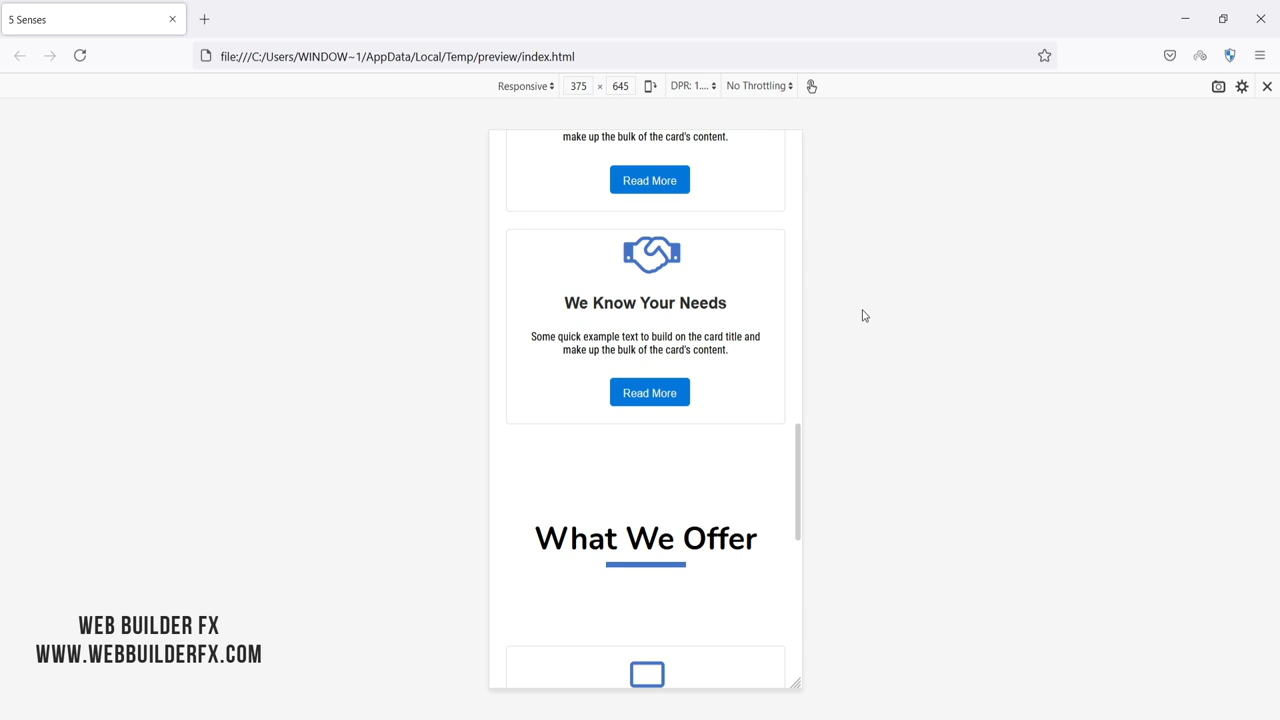 5 Senses
file:///C:/Users/WINDOW~1/AppData/Local/Temp/preview/index.html
Responsive 375 × 645 DPR: 1.... No Throttling
make up the bulk of the card's content.
Read More
We Know Your Needs
Some quick example text to build on the card title and
make up the bulk of the card's content.
Read More
What We Offer
WEB BUILDER FX
WWW.WEBBUILDERFX.COM